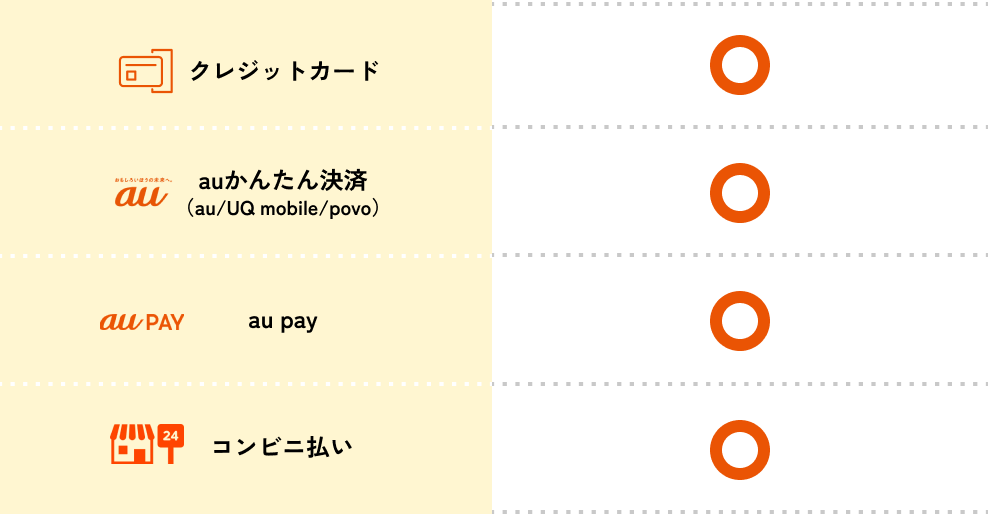 クレジットカード
おもしろいほうの未来へ。
au
auかんたん決済
（au/UQ mobile/povo）
au PAY
au pay
24
コンビニ払い